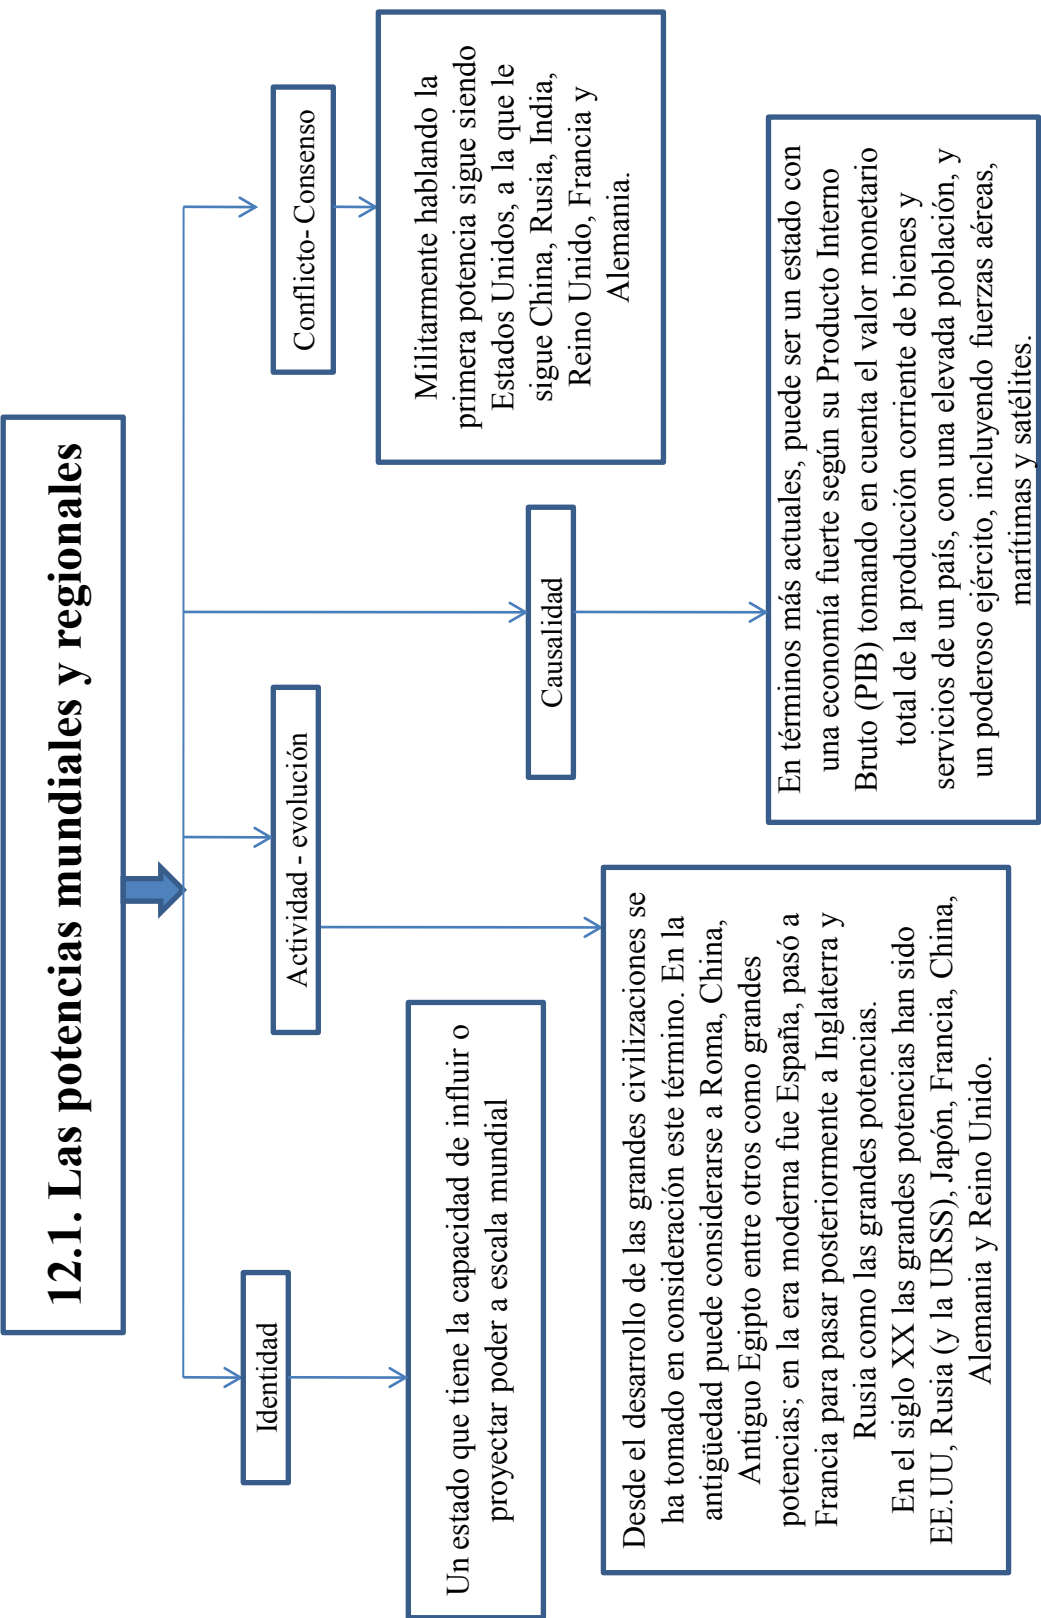 12.1. Las potencias mundiales y regionales
Identidad
Un estado que tiene la capacidad de influir o
proyectar poder a escala mundial
Actividad - evolución
Desde el desarrollo de las grandes civilizaciones se
ha tomado en consideración este término. En la
antigüedad puede considerarse a Roma, China,
Antiguo Egipto entre otros como grandes
potencias; en la era moderna fue España, pasó a
Francia para pasar posteriormente a Inglaterra y
Rusia como las grandes potencias.
En el siglo XX las grandes potencias han sido
EE.UU, Rusia (y la URSS), Japón, Francia, China,
Alemania y Reino Unido.
Causalidad
En términos más actuales, puede ser un estado con
una economía fuerte según su Producto Interno
Bruto (PIB) tomando en cuenta el valor monetario
total de la producción corriente de bienes y
servicios de un país, con una elevada población, y
un poderoso ejército, incluyendo fuerzas aéreas,
marítimas y satélites.
Conflicto- Consenso
Militarmente hablando la
primera potencia sigue siendo
Estados Unidos, a la que le
sigue China, Rusia, India,
Reino Unido, Francia y
Alemania.